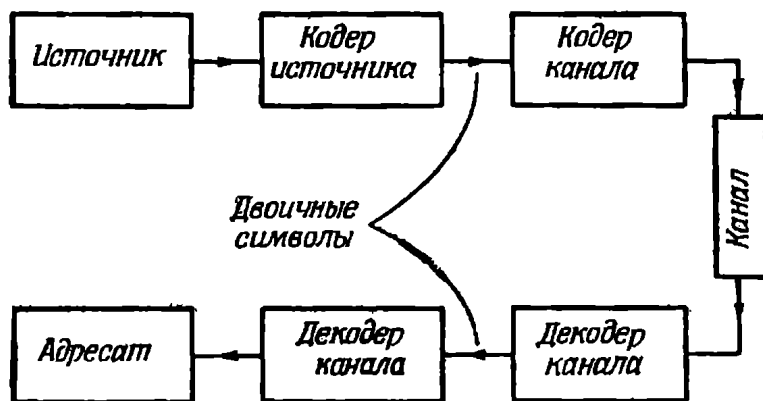 Источник
Кодер
источника
Кодер
канала
Канал
Двоичные
символы
Адресат
Декодер
канала
Декодер
канала